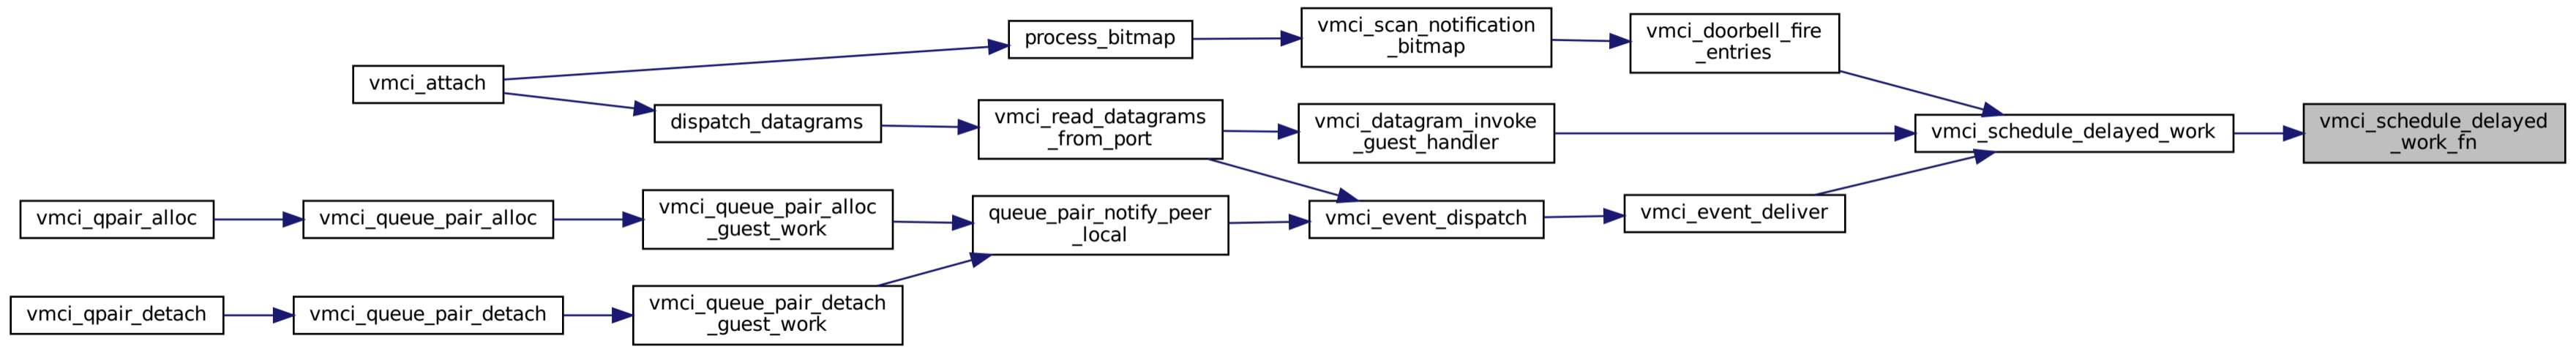 vmci_scan_notification
_bitmap
vmci_doorbell_fire
_entries
process_bitmap
vmci_attach
dispatch_datagrams
vmci_read_datagrams
_from_port
vmci_datagram_invoke
_guest_handler
vmci_schedule_delayed_work
vmci_schedule_delayed
_work_fn
vmci_qpair_alloc
vmci_queue_pair_alloc
vmci_queue_pair_alloc
_guest_work
queue_pair_notify_peer
_local
vmci_event_dispatch
vmci_event_deliver
vmci_qpair_detach
vmci_queue_pair_detach
vmci_queue_pair_detach
_guest_work